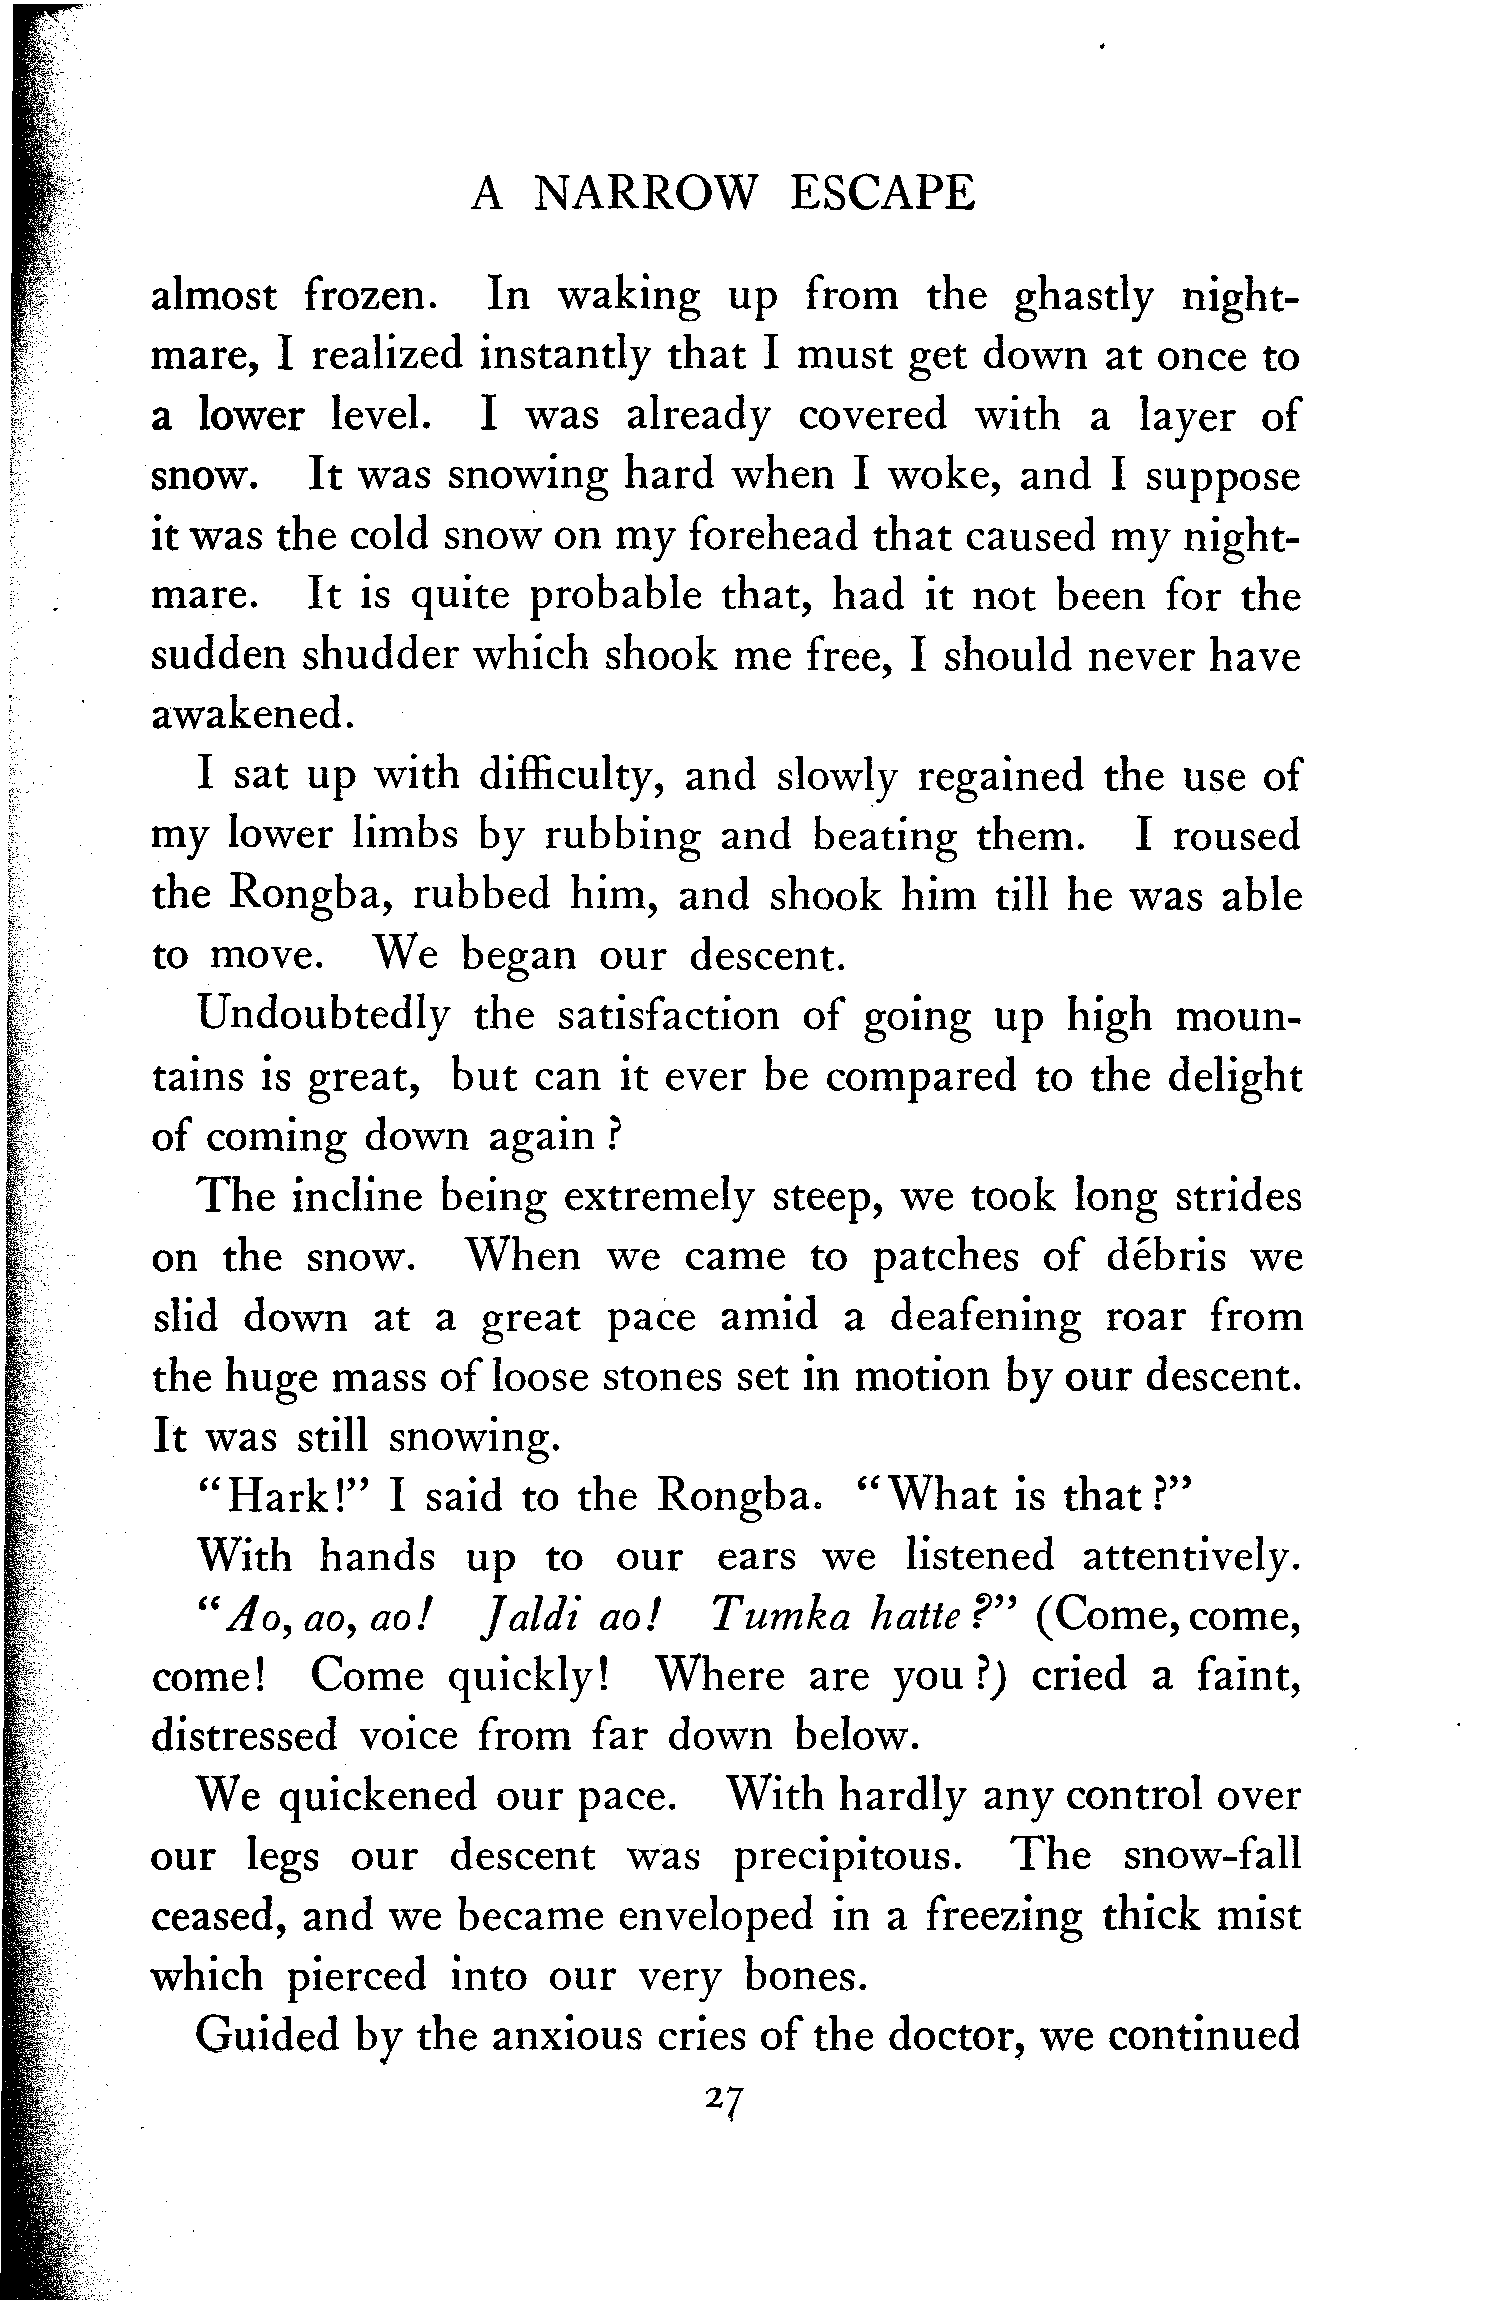 A NARROW ESCAPE
almost frozen. In waking up from the ghastly night-
mare, I realized instantly that I must get down at once to
a lower level. I was already covered with a layer of
snow. It was snowing hard when I woke, and I suppose
it was the cold snow on my forehead that caused my night-
mare. It is quite probable that, had it not been for the
sudden shudder which shook me free, I should never have
awakened.
I sat up with difficulty, and slowly regained the use of
my lower limbs by rubbing and beating them. I roused
the Rongba, rubbed him, and shook him till he was able
to move. We began our descent.
Undoubtedly the satisfaction of going up high moun-
tains is great, but can it ever be compared to the delight
of coming down again ?
The incline being extremely steep, we took long strides
on the snow. When we came to patches of débris we
slid down at a great pace amid a deafening roar from
the huge mass of loose stones set in motion by our descent.
It was still snowing.
"Hark!" I said to the Rongba. "What is that ?"
With hands up to our ears we listened attentively.
"Ao, ao, ao! Jaldi ao! Tumka hatte ?" (Come, come,
come! Come quickly! Where are you ?) cried a faint,
distressed voice from far down below.
We quickened our pace. With hardly any control over
our legs our descent was precipitous. The snow-fall
ceased, and we became enveloped in a freezing thick mist
which pierced into our very bones.
Guided by the anxious cries of the doctor, we continued
27